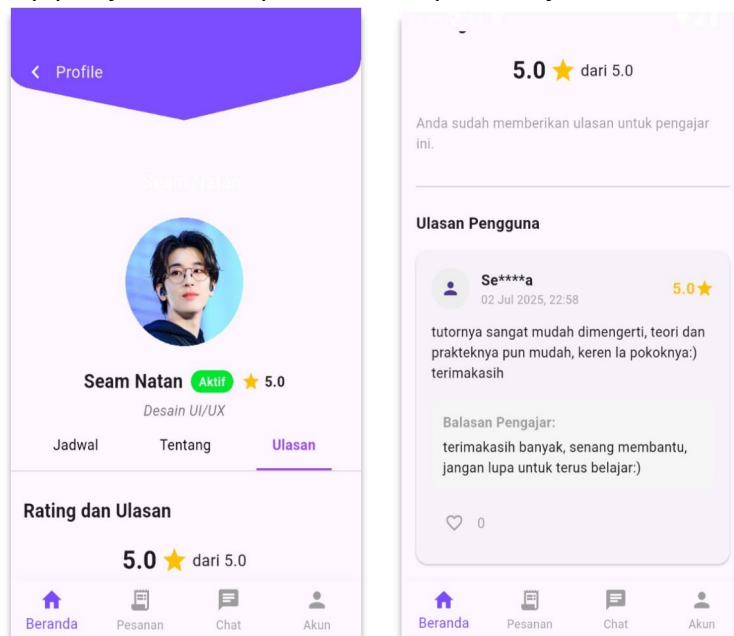 Profile
Seam Natan
Seam Natan Aktif 5.0
Desain UI/UX
Jadwal Tentang Ulasan
Rating dan Ulasan
5.0 dari 5.0
Beranda Pesanan Chat Akun
5.0 dari 5.0
Anda sudah memberikan ulasan untuk pengajar
ini.
Ulasan Pengguna
Se****a
02 Jul 2025, 22:58
5.0
tutornya sangat mudah dimengerti, teori dan
prakteknya pun mudah, keren la pokoknya:)
terimakasih
Balasan Pengajar:
terimakasih banyak, senang membantu,
jangan lupa untuk terus belajar:)
0
Beranda Pesanan Chat Akun